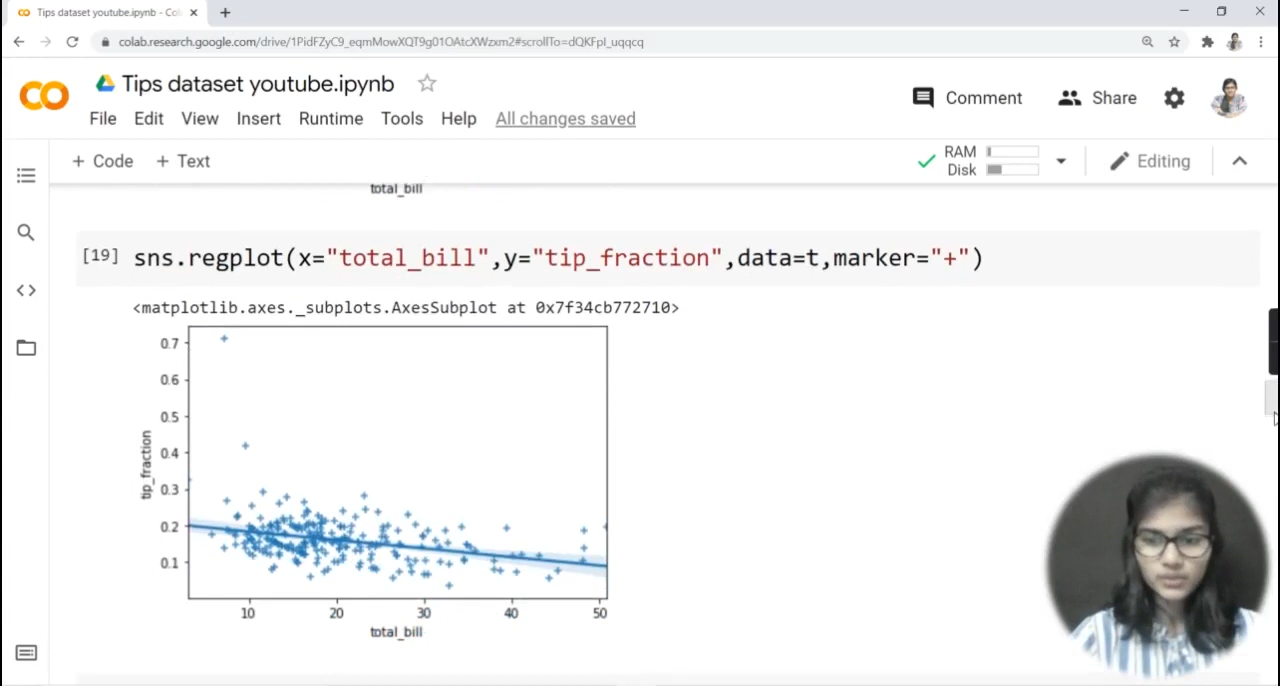 Tips dataset youtube.ipynb - Col
colab.research.google.com/drive/1PidFZyC9_eqmMowXQT9g01OAtcXWzxm2#scrollTo=dQKFpI_uqqcq
CO Tips dataset youtube.ipynb
Comment Share
File Edit View Insert Runtime Tools Help All changes saved
+ Code + Text
RAM
Disk
Editing
total_bill
[19] sns.regplot(x="total_bill",y="tip_fraction",data=t,marker="+")
<matplotlib.axes._subplots.AxesSubplot at 0x7f34cb772710>
0.7
0.6
0.5
0.4
0.3
0.2
0.1
tip_fraction
10 20 30 40 50
total_bill